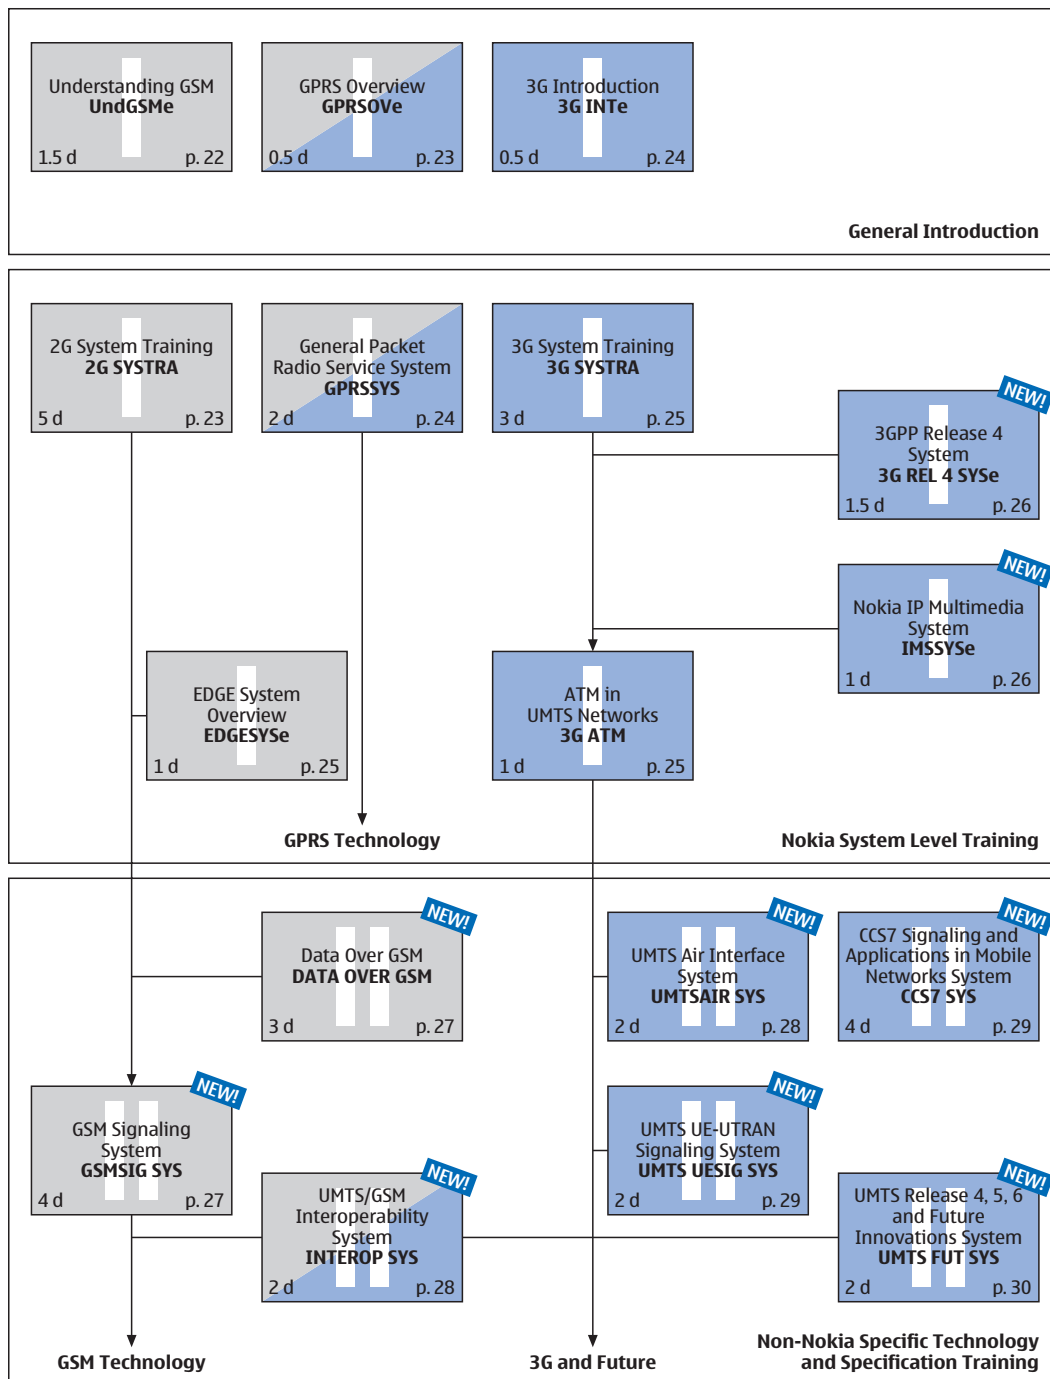 Understanding GSM
UndGSMe
1.5 d p. 22
GPRS Overview
GPRSOVe
0.5 d p. 23
3G Introduction
3G INTe
0.5 d p. 24
General Introduction
2G System Training
2G SYSTRA
5 d p. 23
General Packet
Radio Service System
GPRSSYS
2 d p. 24
3G System Training
3G SYSTRA
3 d p. 25
NEW!
3GPP Release 4
System
3G REL 4 SYSe
1.5 d p. 26
NEW!
Nokia IP Multimedia
System
IMSSYSe
1 d p. 26
EDGE System
Overview
EDGESYSe
1 d p. 25
ATM in
UMTS Networks
3G ATM
1 d p. 25
GPRS Technology
Nokia System Level Training
NEW!
Data Over GSM
DATA OVER GSM
3 d p. 27
NEW!
UMTS Air Interface
System
UMTSAIR SYS
2 d p. 28
NEW!
CCS7 Signaling and
Applications in Mobile
Networks System
CCS7 SYS
4 d p. 29
NEW!
GSM Signaling
System
GSMSIG SYS
4 d p. 27
NEW!
UMTS/GSM
Interoperability
System
INTEROP SYS
2 d p. 28
NEW!
UMTS UE-UTRAN
Signaling System
UMTS UESIG SYS
2 d p. 29
NEW!
UMTS Release 4, 5, 6
and Future
Innovations System
UMTS FUT SYS
2 d p. 30
GSM Technology
3G and Future
Non-Nokia Specific Technology
and Specification Training